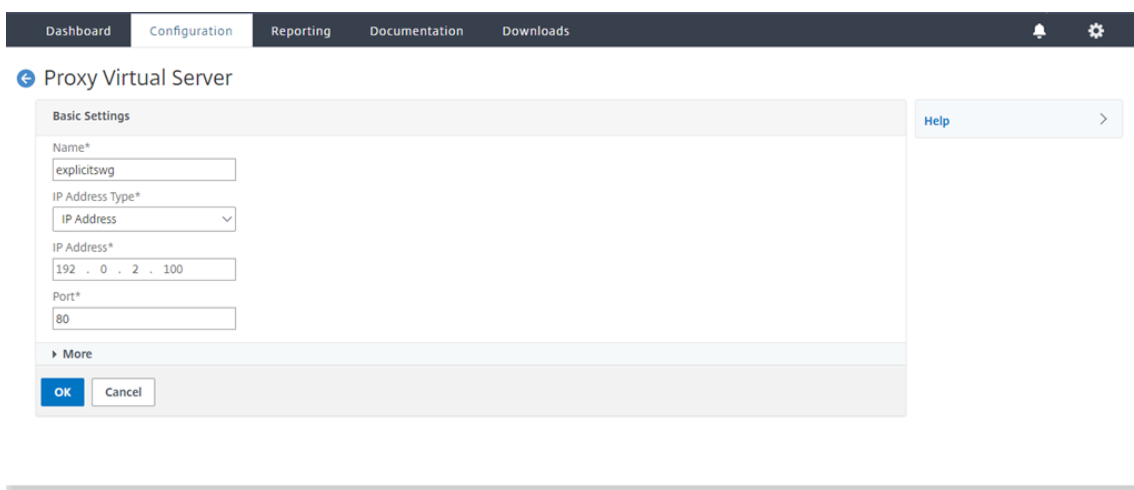 Dashboard Configuration Reporting Documentation Downloads
Proxy Virtual Server
Basic Settings
Help
Name*
explicitswg
IP Address Type*
IP Address
IP Address*
192 . 0 . 2 . 100
Port*
80
More
OK Cancel